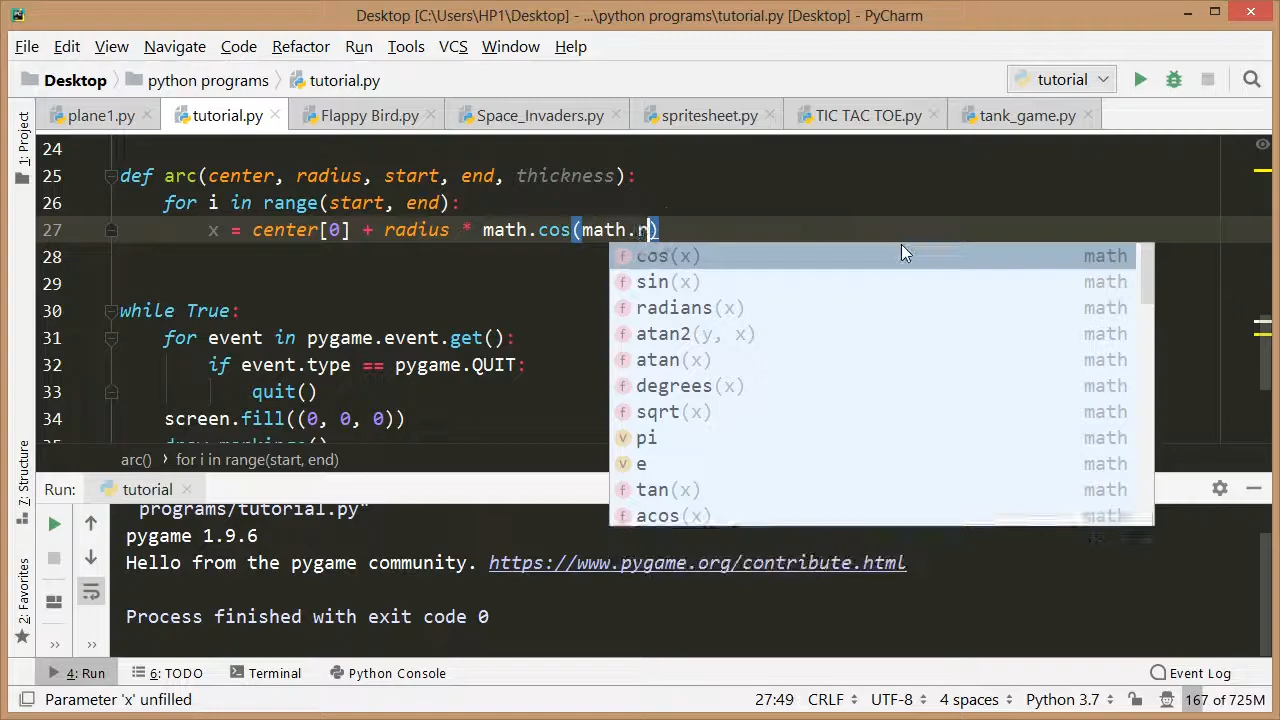 Desktop [C:\Users\HP1\Desktop] - ...\python programs\tutorial.py [Desktop] - PyCharm
File Edit View Navigate Code Refactor Run Tools VCS Window Help
Desktop python programs tutorial.py tutorial
plane1.py tutorial.py Flappy Bird.py Space_Invaders.py spritesheet.py TIC TAC TOE.py tank_game.py
1: Project
7: Structure
2: Favorites
24
25 def arc(center, radius, start, end, thickness):
26 for i in range(start, end):
27 x = center[0] + radius * math.cos(math.r)
28
29
30 while True:
31 for event in pygame.event.get():
32 if event.type == pygame.QUIT:
33 quit()
34 screen.fill((0, 0, 0))
cos(x) math
sin(x) math
radians(x) math
atan2(y, x) math
atan(x) math
degrees(x) math
sqrt(x) math
pi math
e math
tan(x) math
acos(x) math
arc() for i in range(start, end)
Run: tutorial
programs/tutorial.py"
pygame 1.9.6
Hello from the pygame community. https://www.pygame.org/contribute.html
Process finished with exit code 0
4: Run 6: TODO Terminal Python Console Event Log
Parameter 'x' unfilled 27:49 CRLF UTF-8 4 spaces Python 3.7 167 of 725M